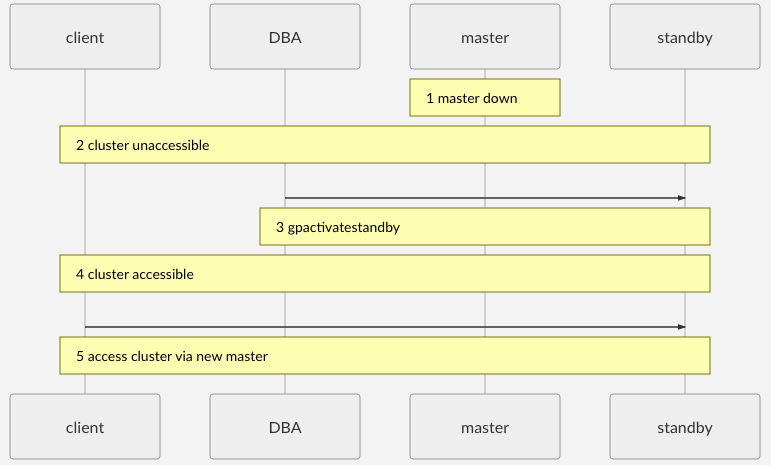 client
DBA
master
standby
1 master down
2 cluster unaccessible
3 gpactivatestandby
4 cluster accessible
5 access cluster via new master
client
DBA
master
standby